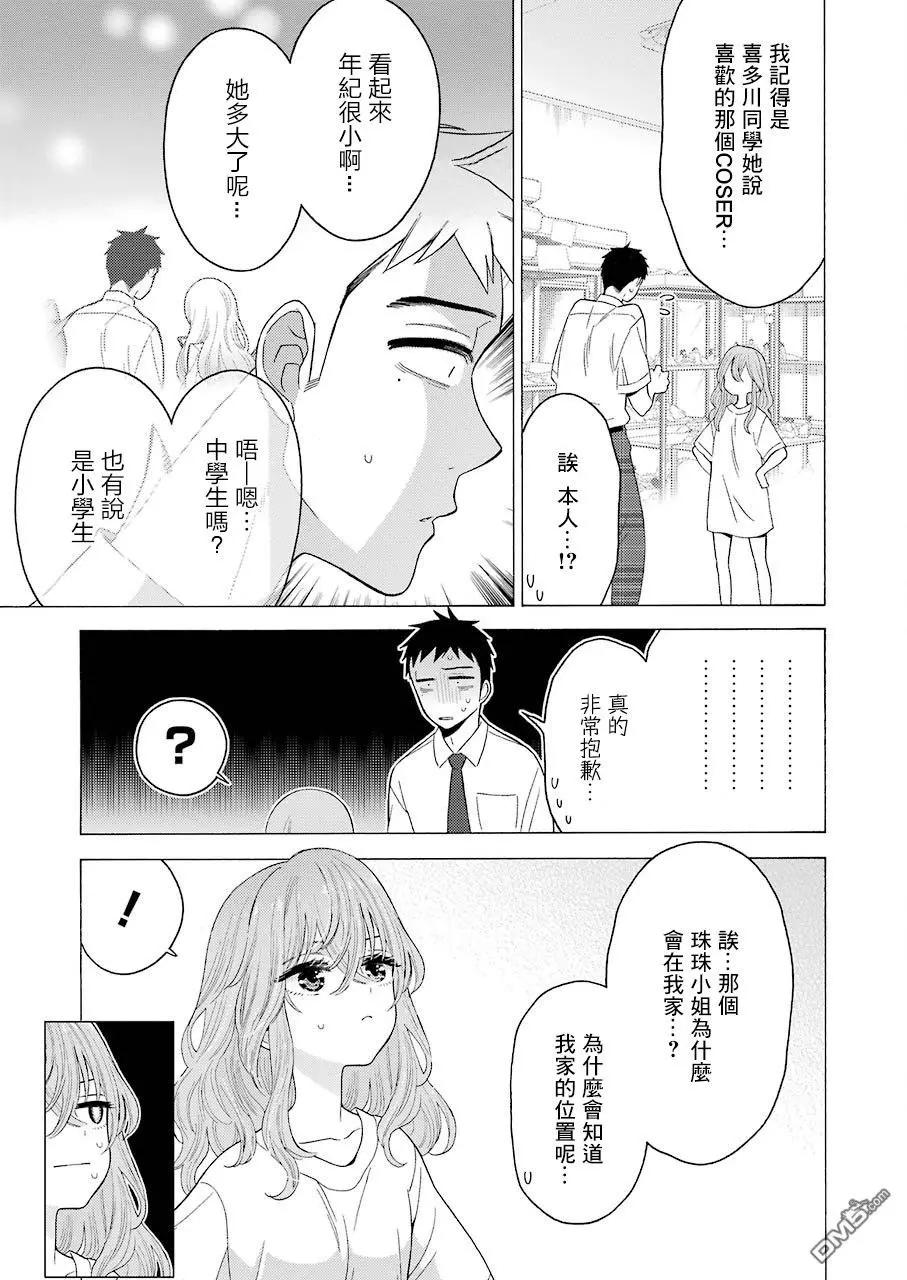 我記得是
喜多川同學她說
喜歡的那個COSER…
誒 本人…!?
看起來
年紀很小啊…
她多大了呢…
唔—嗯…
中學生嗎？
也有說
是小學生
………
真的
非常抱歉…
？
誒…那個
珠珠小姐為什麼
會在我家…？
為什麼會知道
我家的位置呢…
！
DM5.com